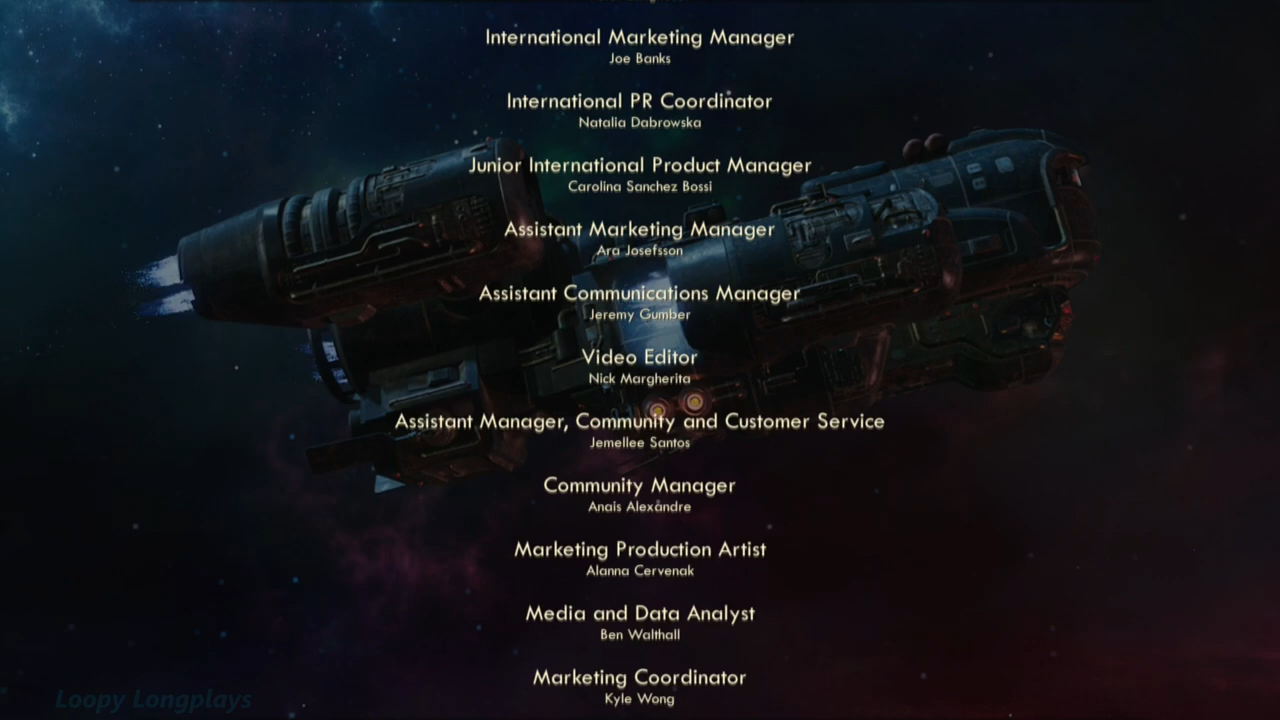 International Marketing Manager
Joe Banks
International PR Coordinator
Natalia Dabrowska
Junior International Product Manager
Carolina Sanchez Bossi
Assistant Marketing Manager
Ara Josefsson
Assistant Communications Manager
Jeremy Gumber
Video Editor
Nick Margherita
Assistant Manager, Community and Customer Service
Jemellee Santos
Community Manager
Anais Alexandre
Marketing Production Artist
Alanna Cervenak
Media and Data Analyst
Ben Walthall
Marketing Coordinator
Kyle Wong
Loopy Longplays